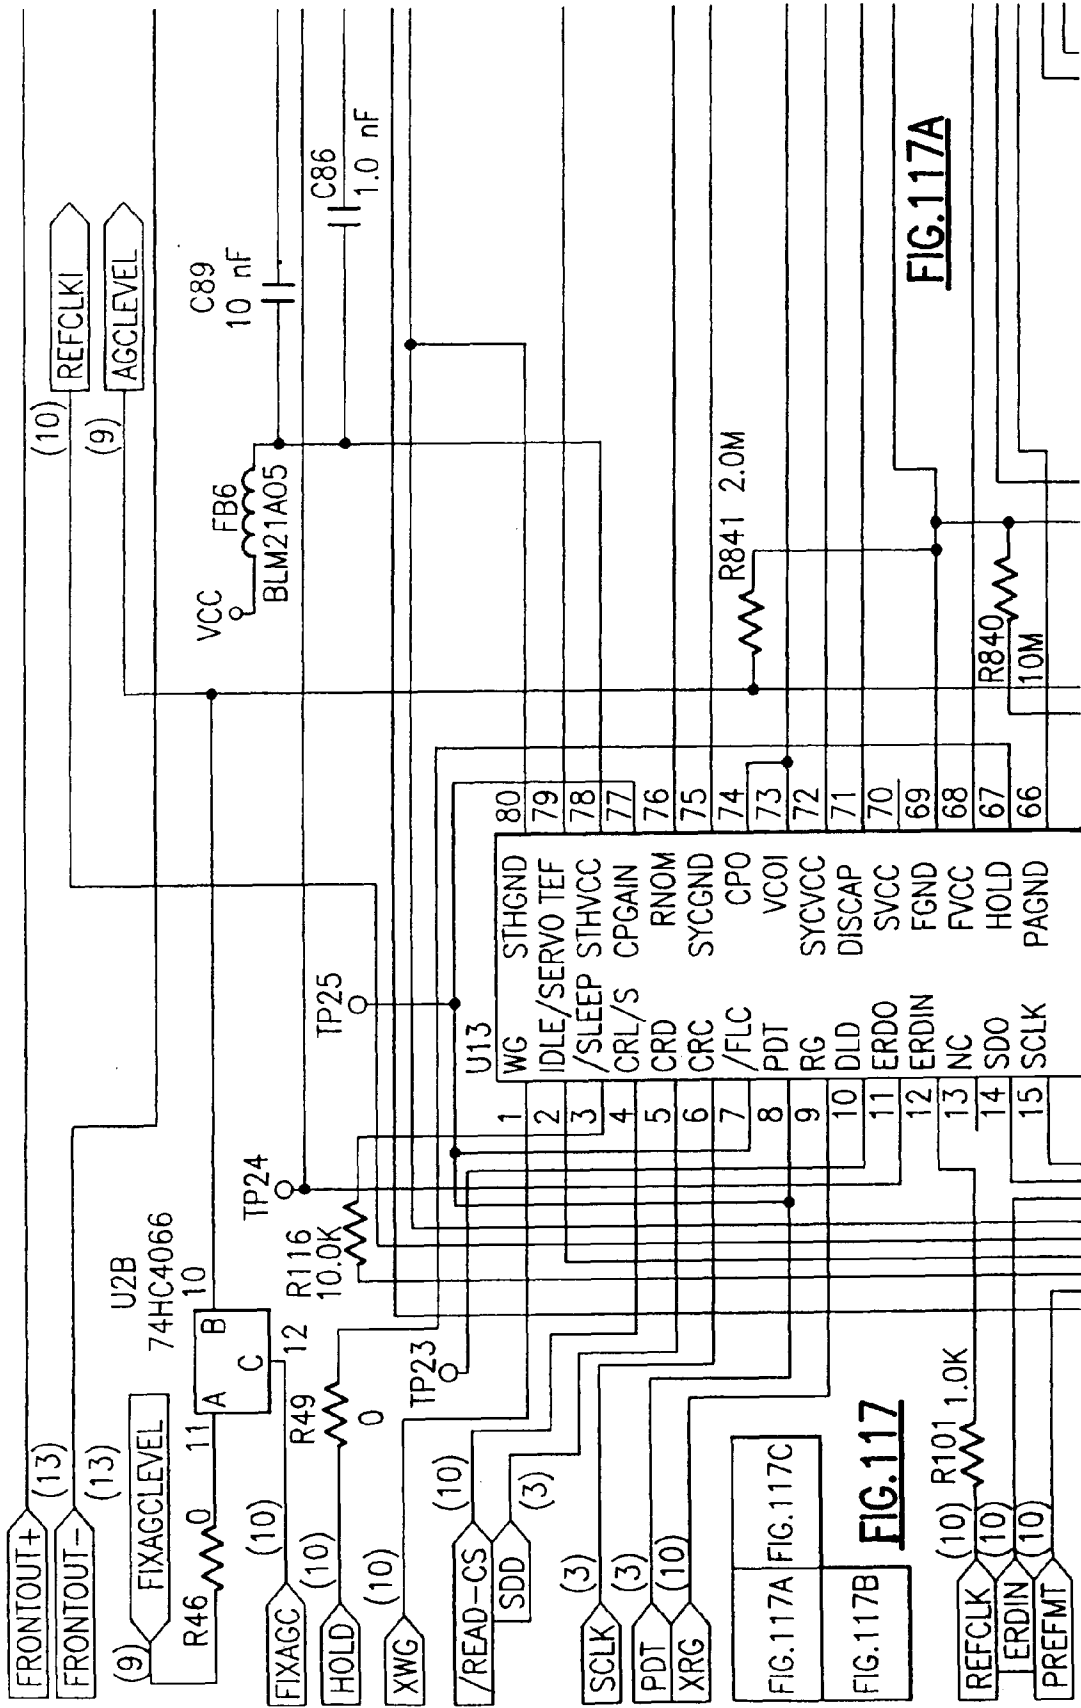 FRONTOUT+
(13)
FRONTOUT-
(13)
(10)
REFCLKI
(9)
AGCLEVEL
(9)
FIXAGCLEVEL
R46
0
11
A
B
C
10
12
U2B
74HC4066
FIXAGC
(10)
HOLD
(10)
R49
0
XWG
(10)
/READ-CS
(10)
SDD
(3)
SCLK
(3)
PDT
(3)
XRG
(10)
REFCLK
(10)
ERDIN
(10)
PREFMT
(10)
R101 1.0K
TP23
TP24
TP25
R116
10.0K
VCC
FB6
BLM21A05
C89
10 nF
C86
1.0 nF
R841 2.0M
R840
10M
U13
1 WG STHGND 80
2 IDLE/SERVO TEF 79
3 /SLEEP STHVCC 78
4 CRL/S CPGAIN 77
5 CRD RNOM 76
6 CRC SYCGND 75
7 /FLC CPO 74
8 PDT VCOI 73
9 RG SYCVCC 72
10 DLD DISCAP 71
11 ERDO SVCC 70
12 ERDIN FGND 69
13 NC FVCC 68
14 SDO HOLD 67
15 SCLK PAGND 66
FIG.117A
FIG.117C
FIG.117B
FIG.117
FIG.117A